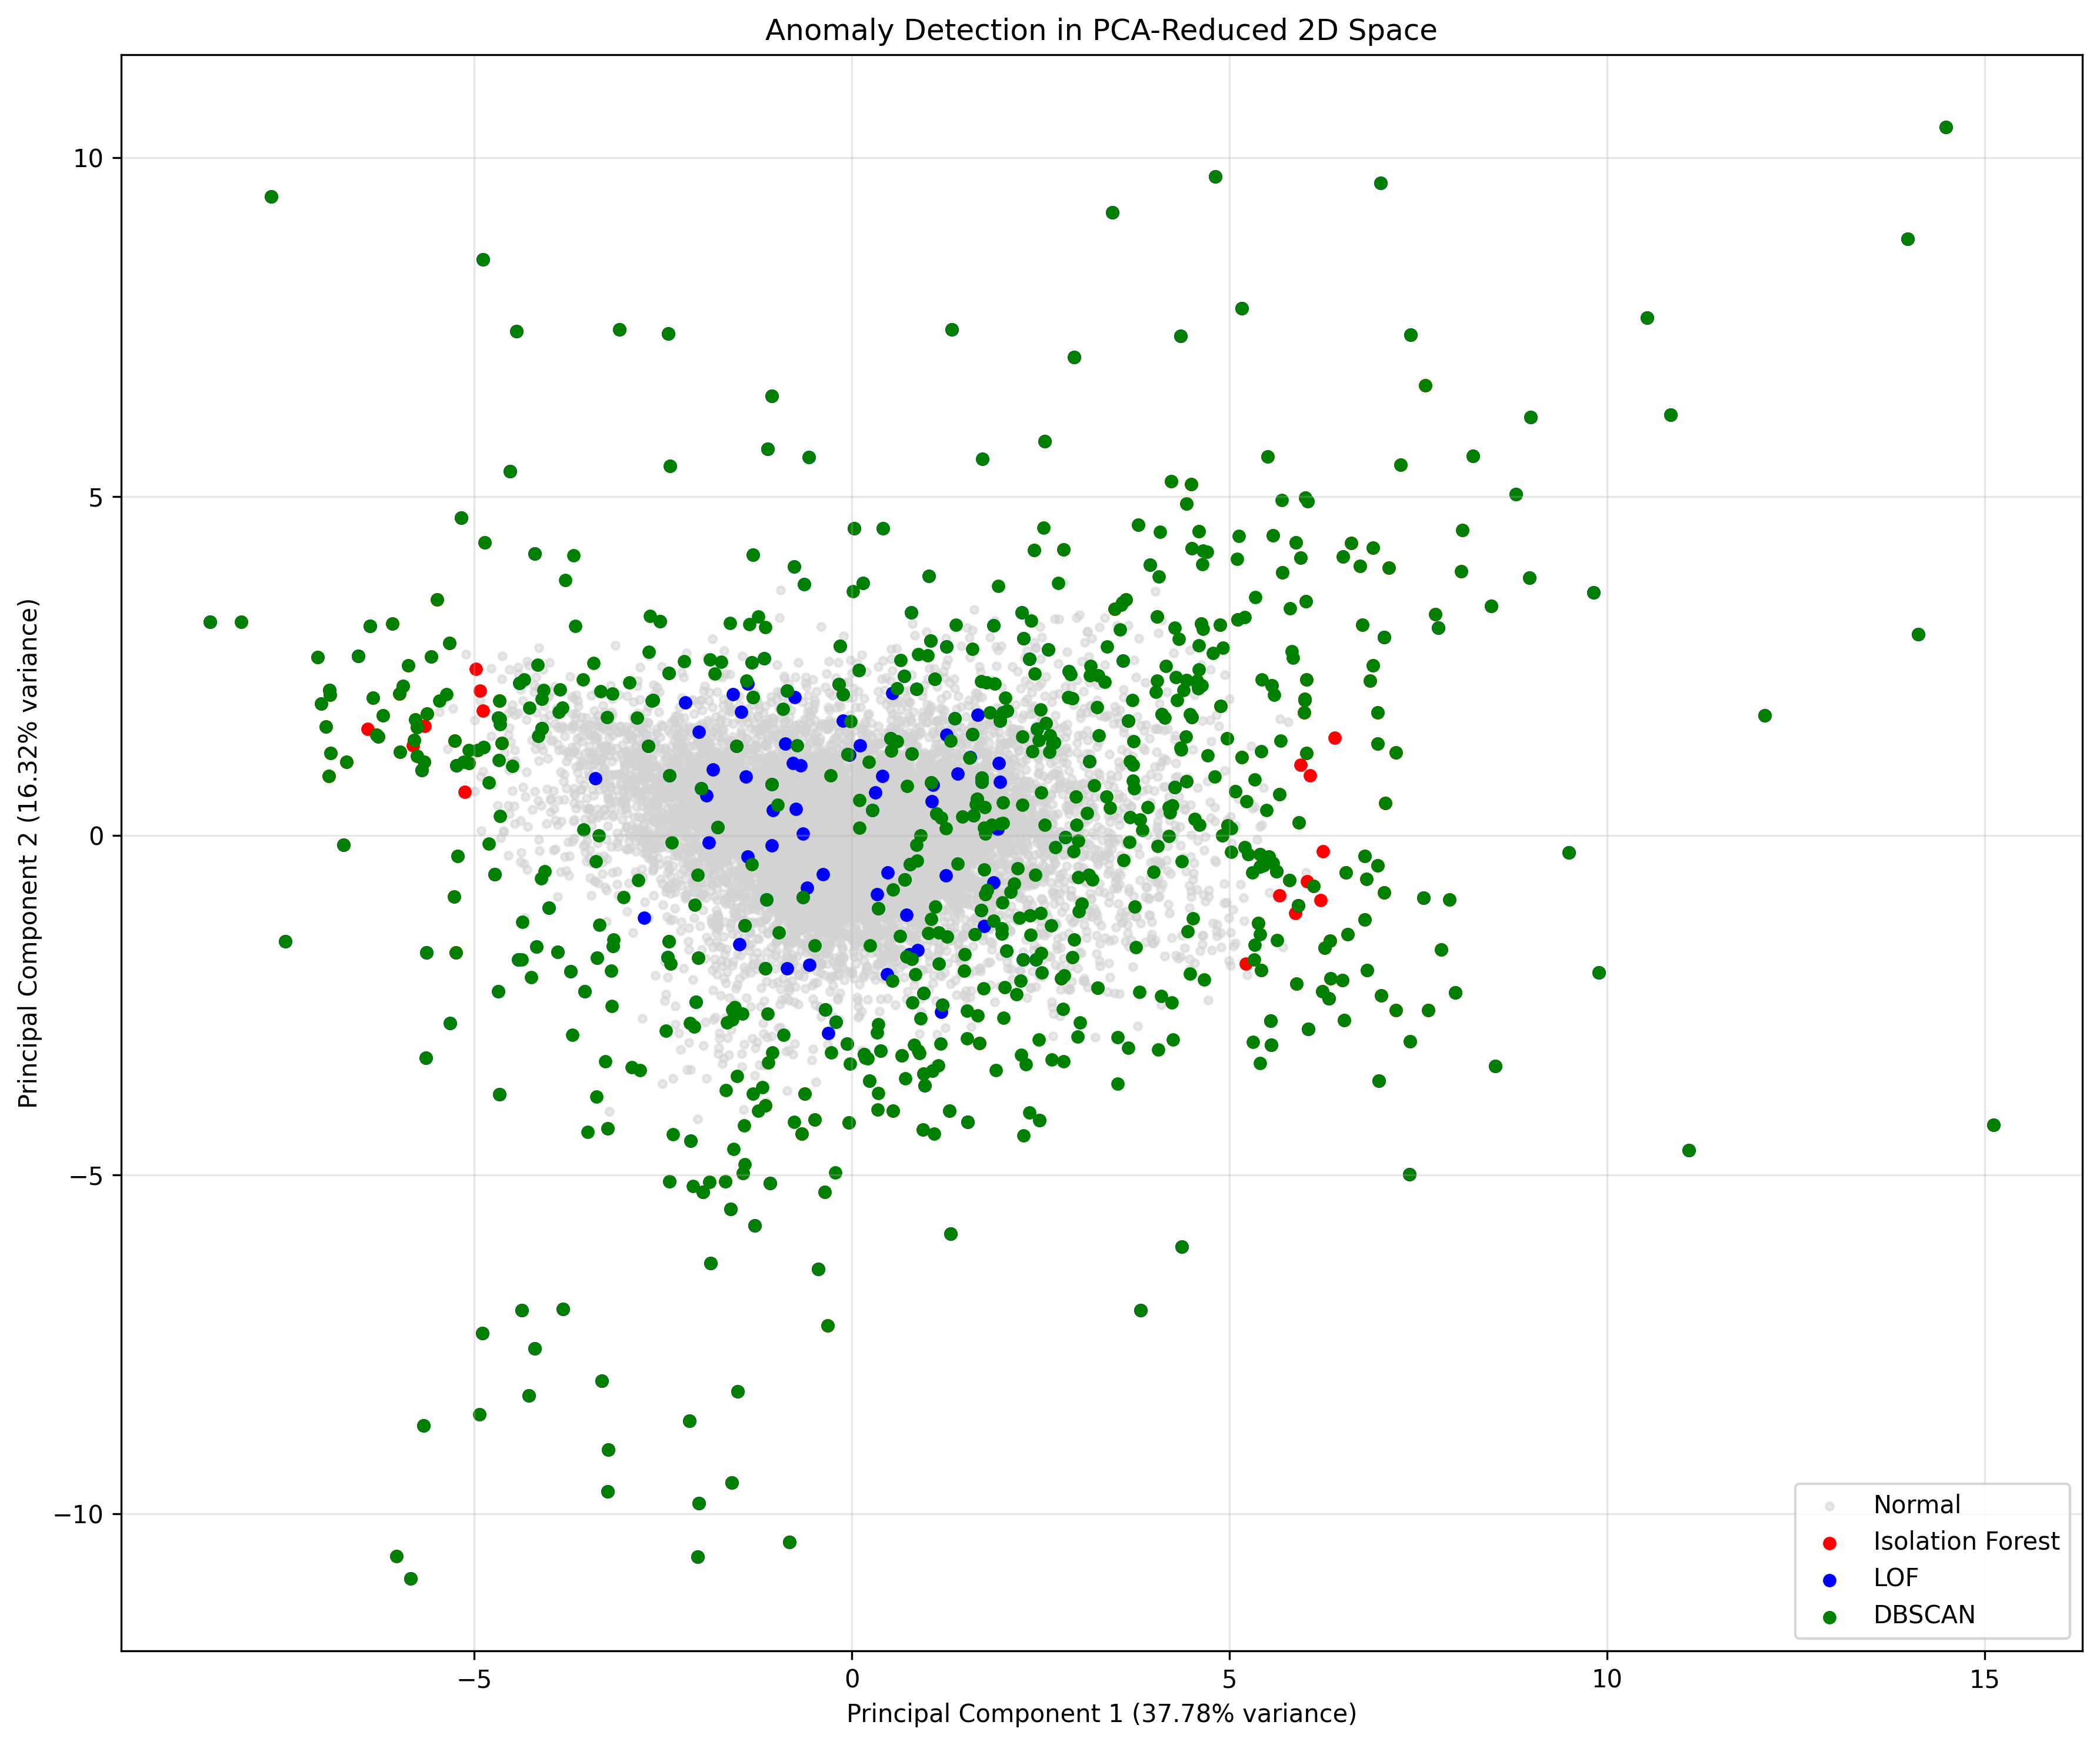 Anomaly Detection in PCA-Reduced 2D Space
10
5
0
−5
−10
Principal Component 2 (16.32% variance)
−5
0
5
10
15
Principal Component 1 (37.78% variance)
Normal
Isolation Forest
LOF
DBSCAN